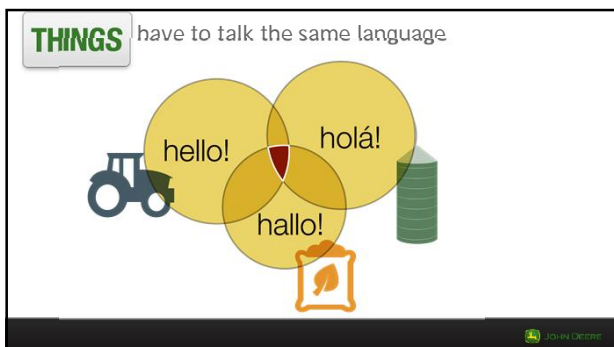 THINGS have to talk the same language
hello!
holá!
hallo!
JOHN DEERE